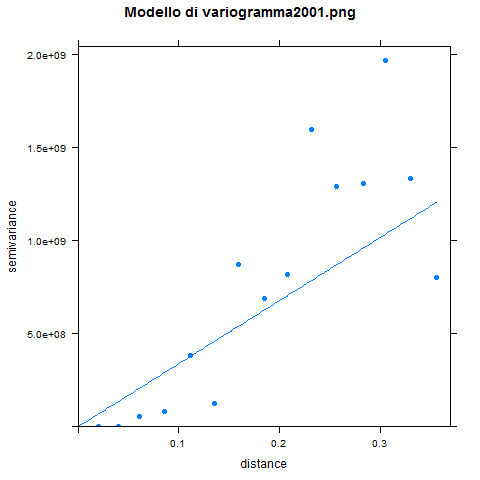 Modello di variogramma2001.png
2.0e+09
1.5e+09
1.0e+09
5.0e+08
semivariance
0.1 0.2 0.3
distance